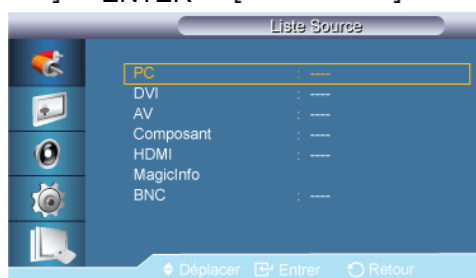 Liste Source
PC : ----
DVI : ----
AV : ----
Composant : ----
HDMI : ----
MagicInfo
BNC : ----
Déplacer Entrer Retour